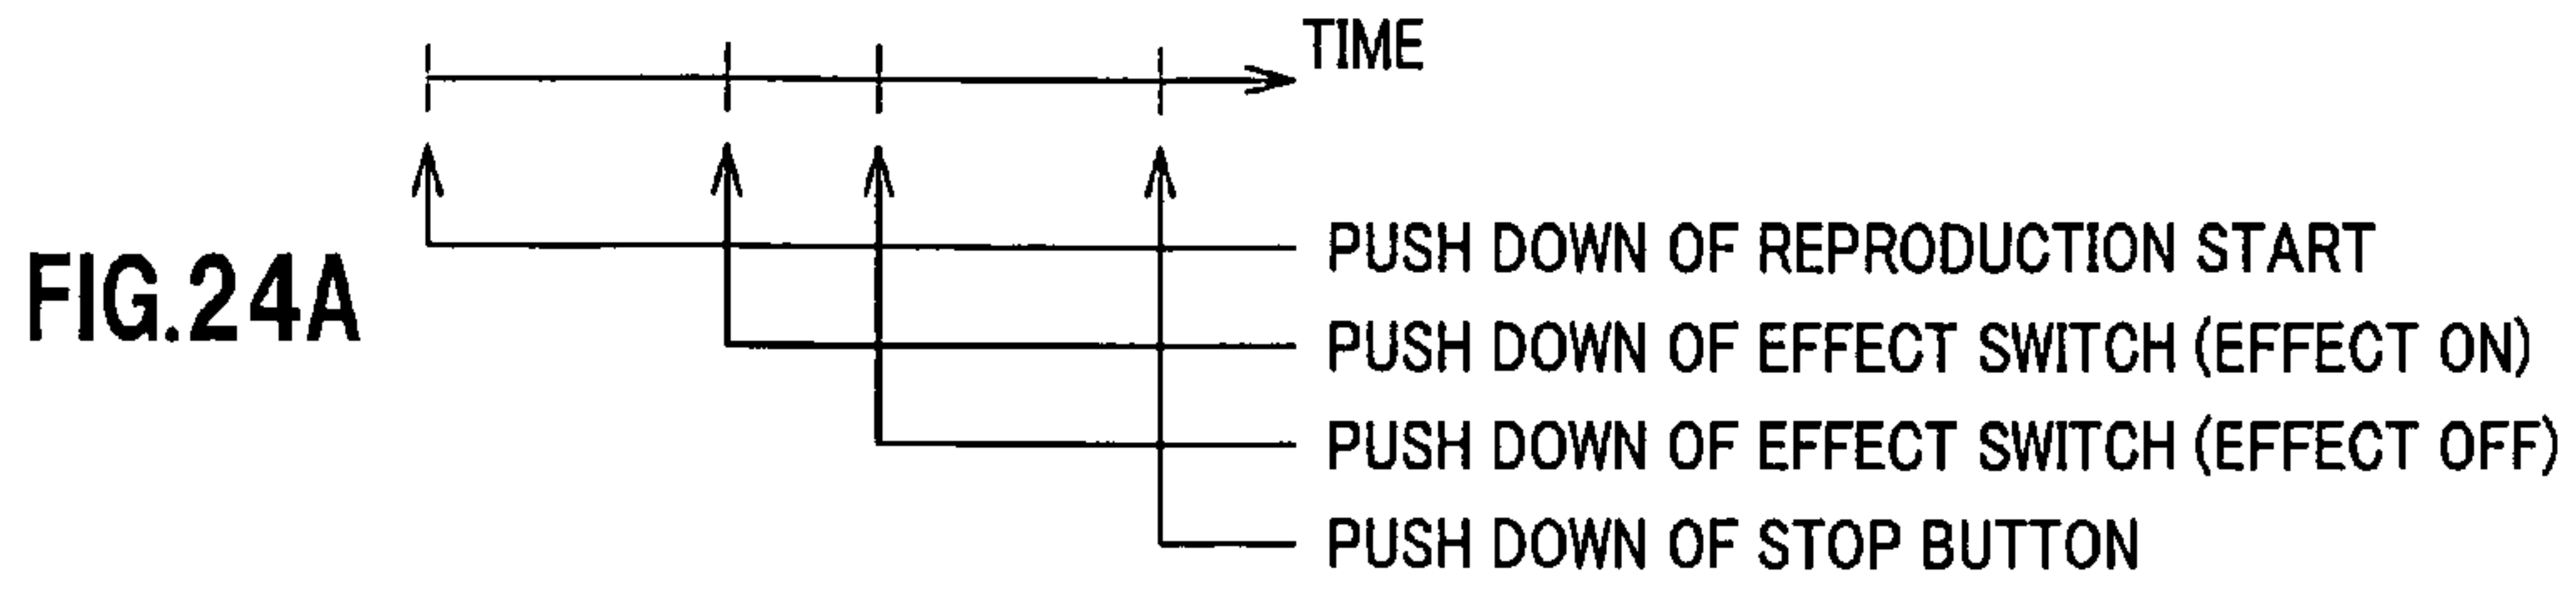 TIME
FIG.24A
PUSH DOWN OF REPRODUCTION START
PUSH DOWN OF EFFECT SWITCH (EFFECT ON)
PUSH DOWN OF EFFECT SWITCH (EFFECT OFF)
PUSH DOWN OF STOP BUTTON